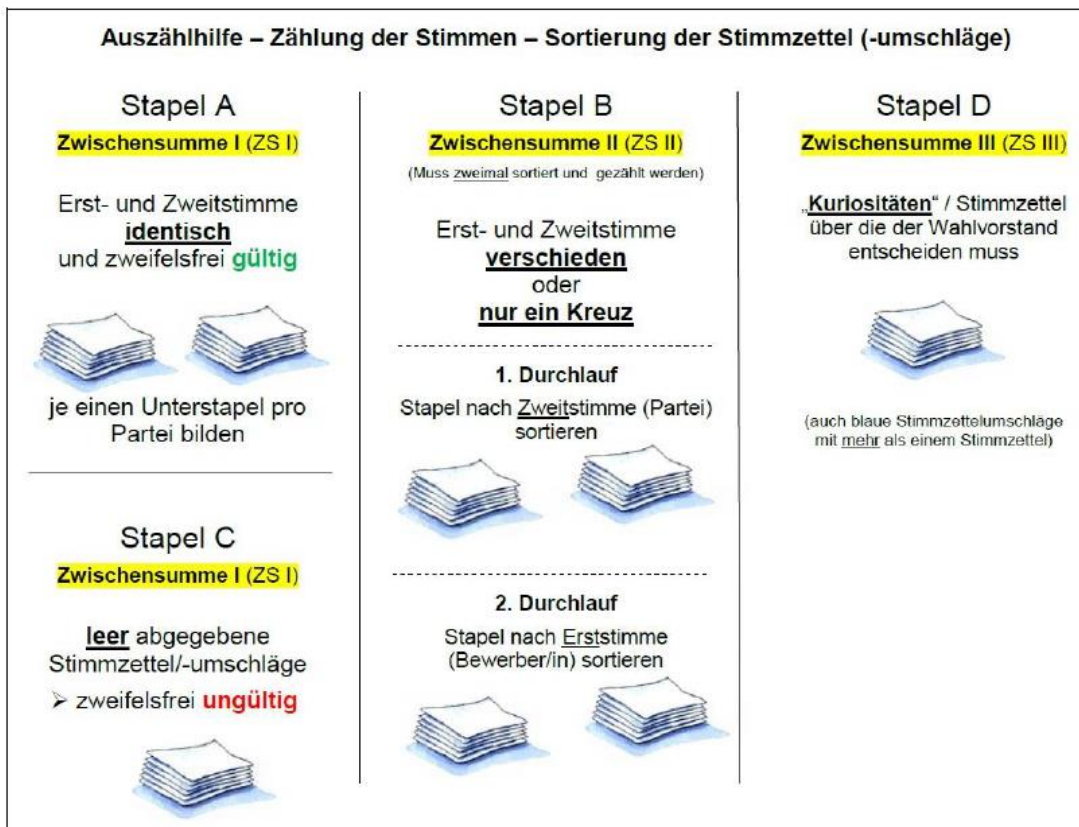 Auszählhilfe – Zählung der Stimmen – Sortierung der Stimmzettel (-umschläge)
Stapel A
Zwischensumme I (ZS I)
Erst- und Zweitstimme
identisch
und zweifelsfrei gültig
je einen Unterstapel pro
Partei bilden
Stapel C
Zwischensumme I (ZS I)
leer abgegebene
Stimmzettel/-umschläge
➢ zweifelsfrei ungültig
Stapel B
Zwischensumme II (ZS II)
(Muss zweimal sortiert und gezählt werden)
Erst- und Zweitstimme
verschieden
oder
nur ein Kreuz
1. Durchlauf
Stapel nach Zweitstimme (Partei)
sortieren
2. Durchlauf
Stapel nach Erststimme
(Bewerber/in) sortieren
Stapel D
Zwischensumme III (ZS III)
„Kuriositäten“ / Stimmzettel
über die der Wahlvorstand
entscheiden muss
(auch blaue Stimmzettelumschläge
mit mehr als einem Stimmzettel)